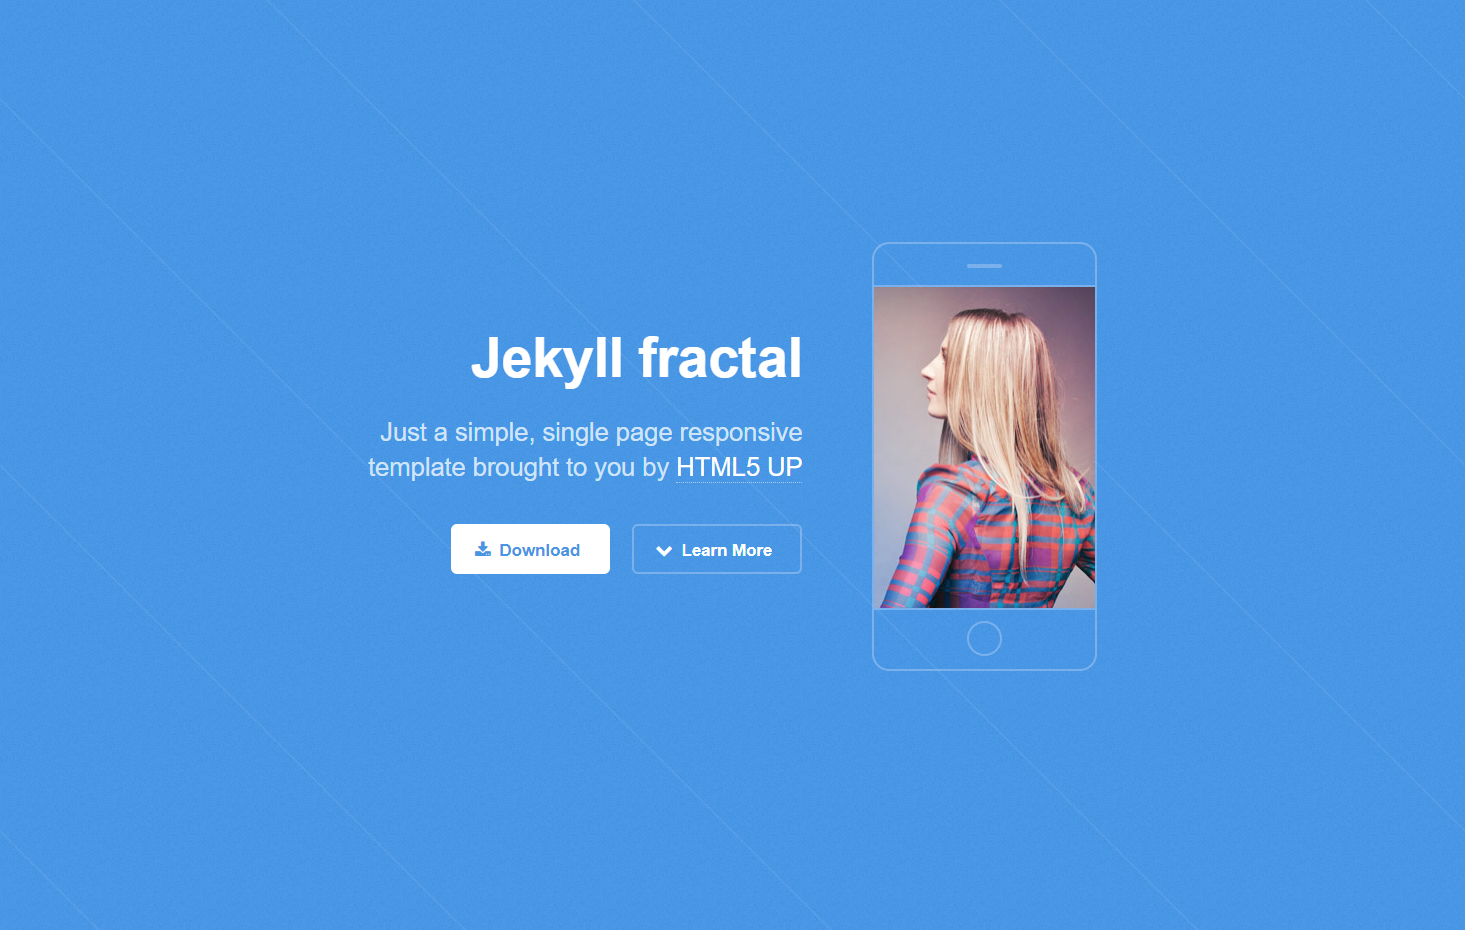 Jekyll fractal
Just a simple, single page responsive
template brought to you by HTML5 UP
Download
Learn More